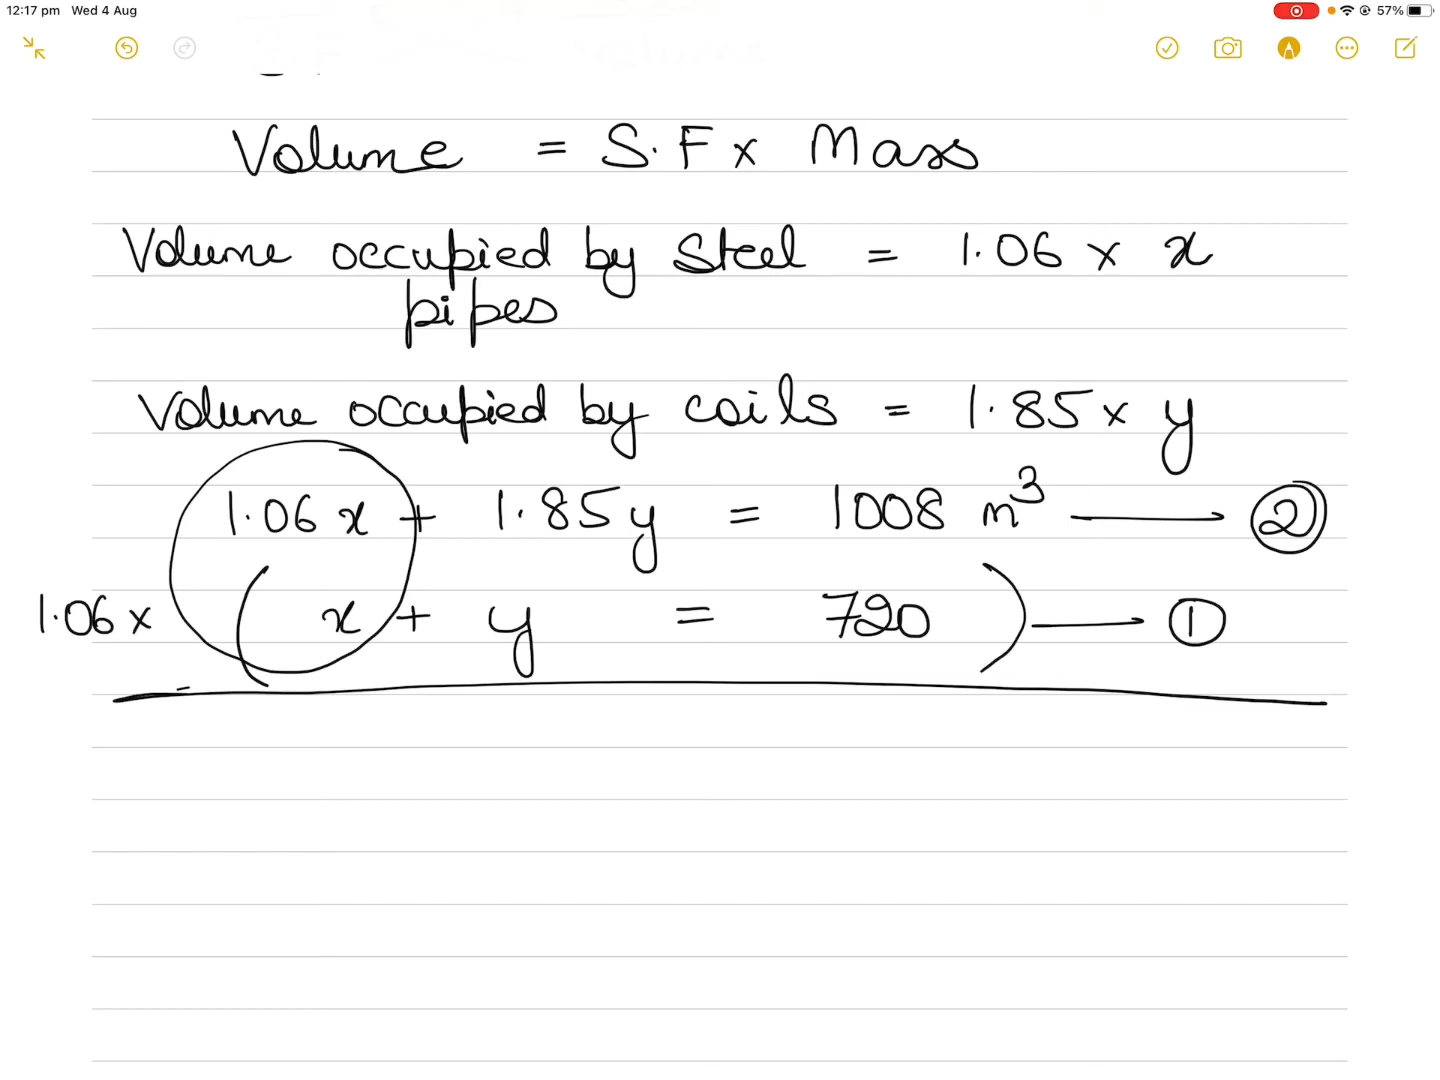 12:17 pm Wed 4 Aug 57%
Volume = S.F x Mass
Volume occupied by Steel = 1.06 x x
pipes
Volume occupied by coils = 1.85 x y
1.06 x + 1.85 y = 1008 m³ → ②
1.06 x ( x + y = 720 ) → ①